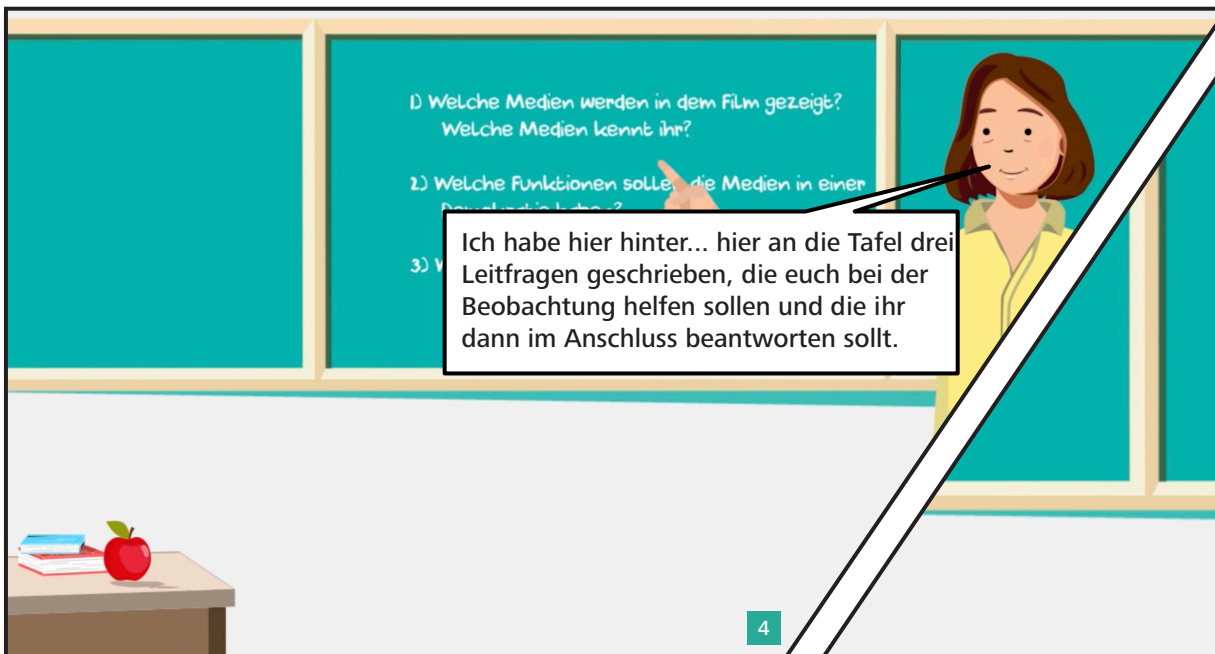 1) Welche Medien werden in dem Film gezeigt?
Welche Medien kennt ihr?
2) Welche Funktionen sollen die Medien in einer
3)
Ich habe hier hinter... hier an die Tafel drei
Leitfragen geschrieben, die euch bei der
Beobachtung helfen sollen und die ihr
dann im Anschluss beantworten sollt.
4